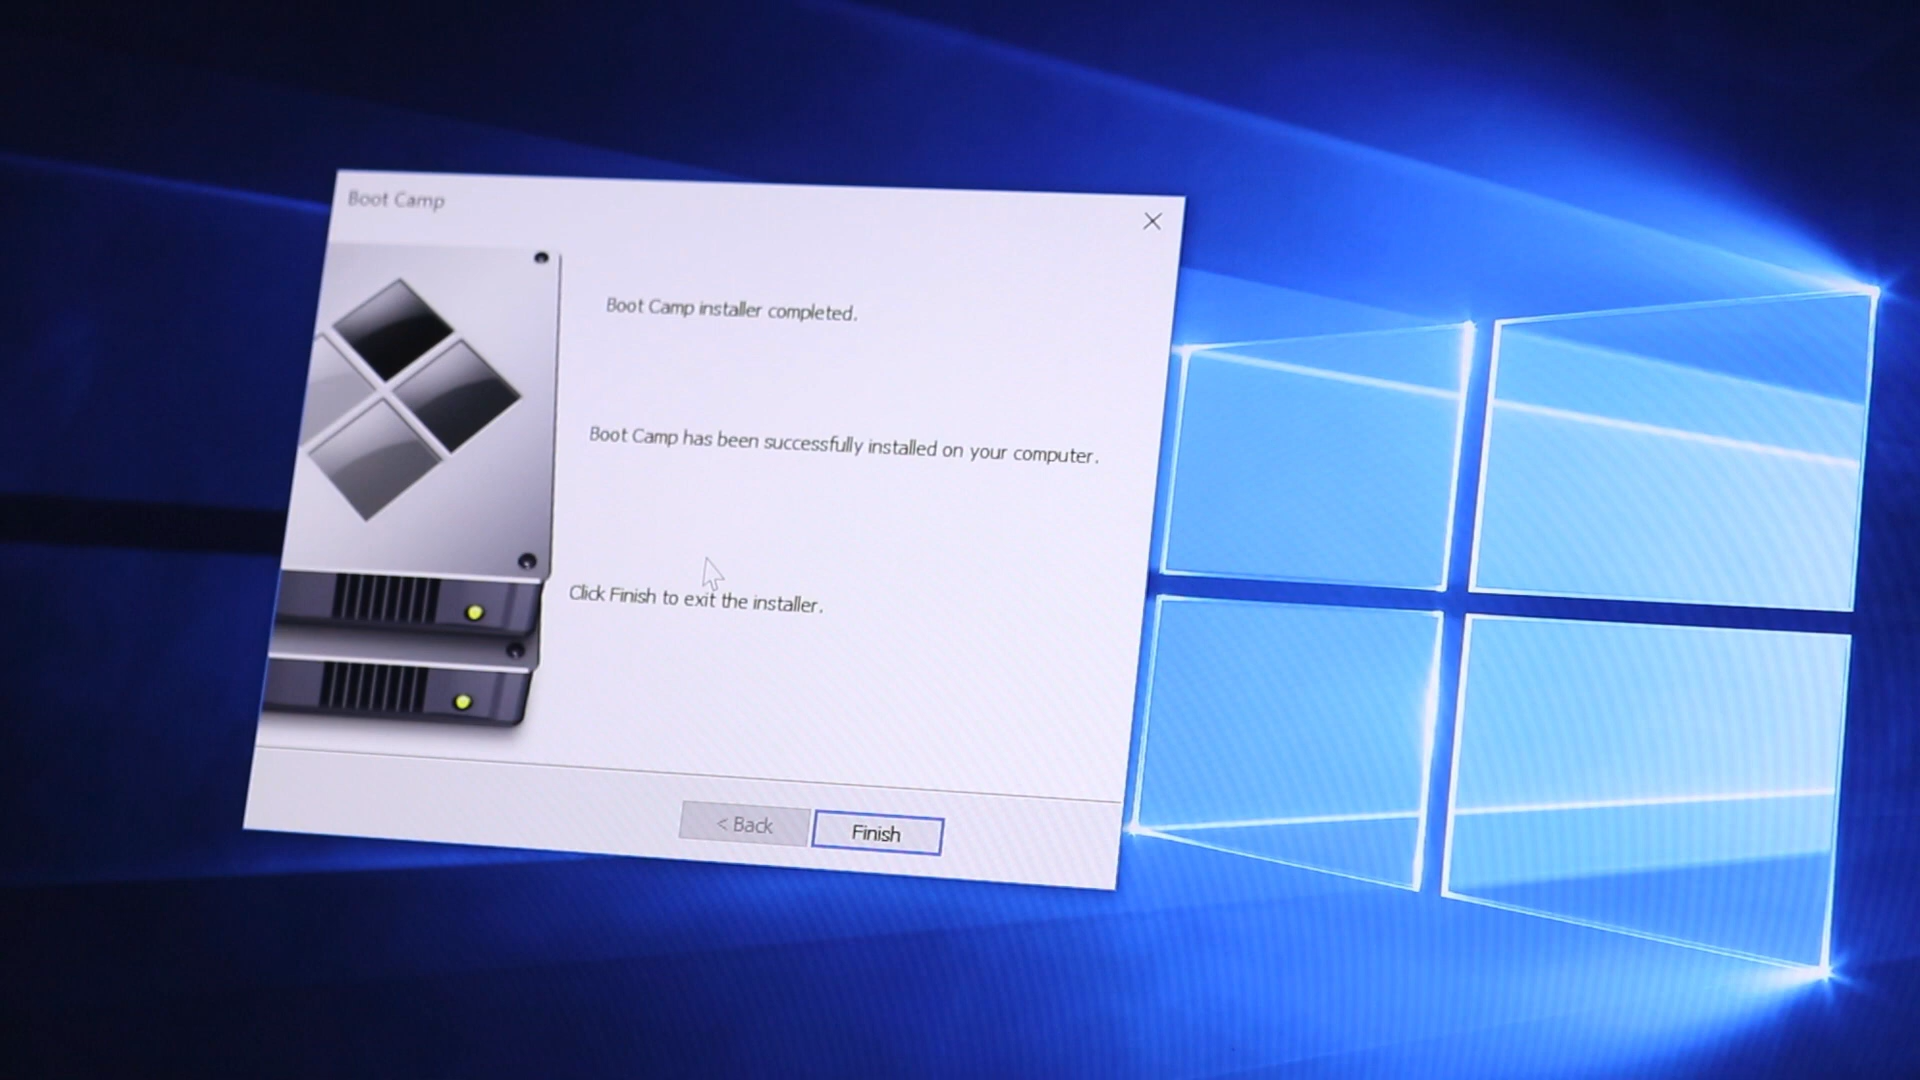 Boot Camp
Boot Camp installer completed.
Boot Camp has been successfully installed on your computer.
Click Finish to exit the installer.
< Back
Finish